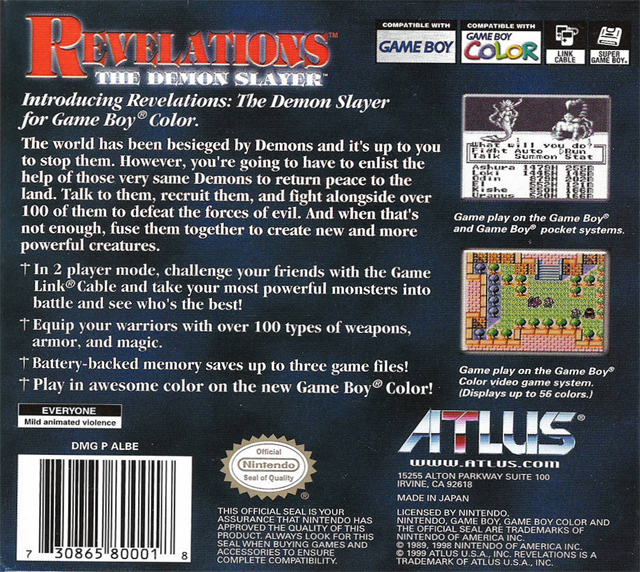 REVELATIONS™
THE DEMON SLAYER™
COMPATIBLE WITH
GAME BOY
COMPATIBLE WITH
GAME BOY
COLOR
LINK
CABLE
SUPER
GAME BOY.
Introducing Revelations: The Demon Slayer
for Game Boy® Color.
The world has been besieged by Demons and it's up to you
to stop them. However, you're going to have to enlist the
help of those very same Demons to return peace to the
land. Talk to them, recruit them, and fight alongside over
100 of them to defeat the forces of evil. And when that's
not enough, fuse them together to create new and more
powerful creatures.
† In 2 player mode, challenge your friends with the Game
Link® Cable and take your most powerful monsters into
battle and see who's the best!
† Equip your warriors with over 100 types of weapons,
armor, and magic.
† Battery-backed memory saves up to three game files!
† Play in awesome color on the new Game Boy® Color!
What will you do?
Fight Auto ▷Run
Talk Summon Stat
Game play on the Game Boy®
and Game Boy® pocket systems.
Game play on the Game Boy®
Color video game system.
(Displays up to 56 colors.)
EVERYONE
Mild animated violence
DMG P ALBE
7 30865 80001 8
Official
Nintendo
Seal of Quality
®
THIS OFFICIAL SEAL IS YOUR
ASSURANCE THAT NINTENDO HAS
APPROVED THE QUALITY OF THIS
PRODUCT. ALWAYS LOOK FOR THIS
SEAL WHEN BUYING GAMES AND
ACCESSORIES TO ENSURE
COMPLETE COMPATIBILITY.
ATLUS®
WWW.ATLUS.COM
15255 ALTON PARKWAY SUITE 100
IRVINE, CA 92618
MADE IN JAPAN
LICENSED BY NINTENDO.
NINTENDO, GAME BOY, GAME BOY COLOR AND
THE OFFICIAL SEAL ARE TRADEMARKS OF
NINTENDO OF AMERICA INC.
© 1989, 1998 NINTENDO OF AMERICA INC.
© 1999 ATLUS U.S.A., INC. REVELATIONS IS A
TRADEMARK OF ATLUS U.S.A., INC.